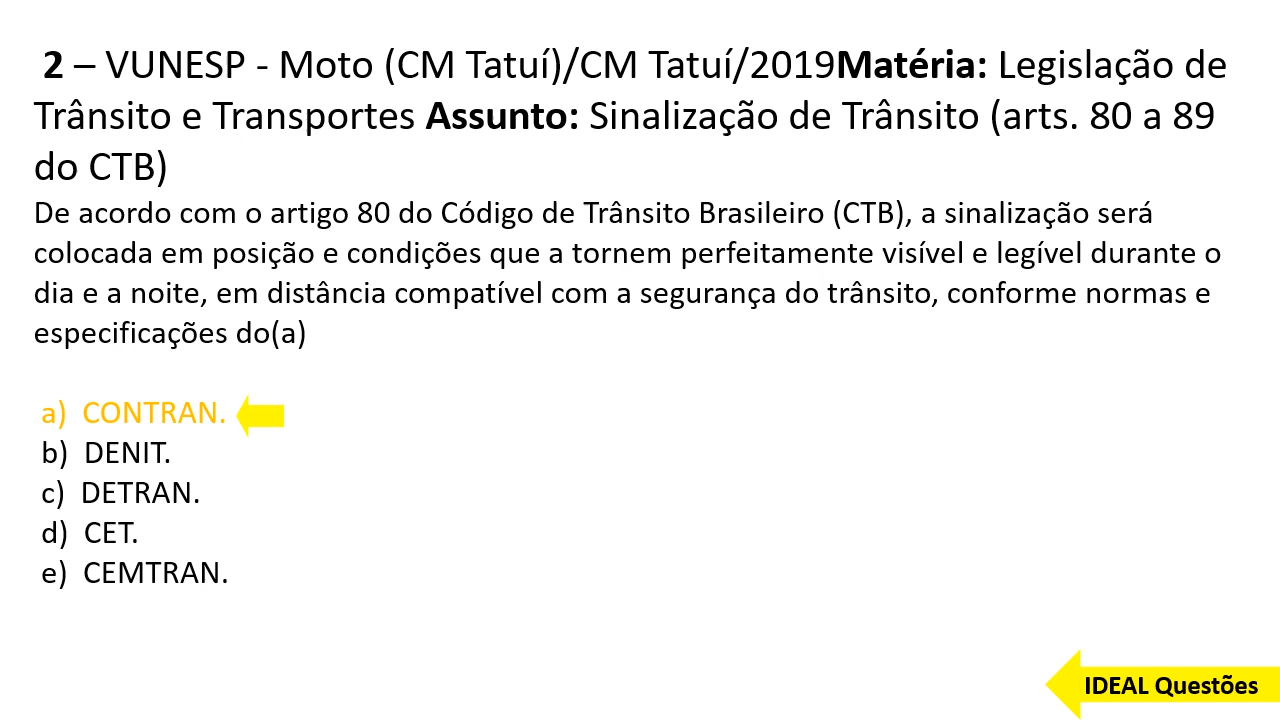 2 – VUNESP - Moto (CM Tatuí)/CM Tatuí/2019Matéria: Legislação de
Trânsito e Transportes Assunto: Sinalização de Trânsito (arts. 80 a 89
do CTB)
De acordo com o artigo 80 do Código de Trânsito Brasileiro (CTB), a sinalização será
colocada em posição e condições que a tornem perfeitamente visível e legível durante o
dia e a noite, em distância compatível com a segurança do trânsito, conforme normas e
especificações do(a)
a) CONTRAN.
b) DENIT.
c) DETRAN.
d) CET.
e) CEMTRAN.
IDEAL Questões